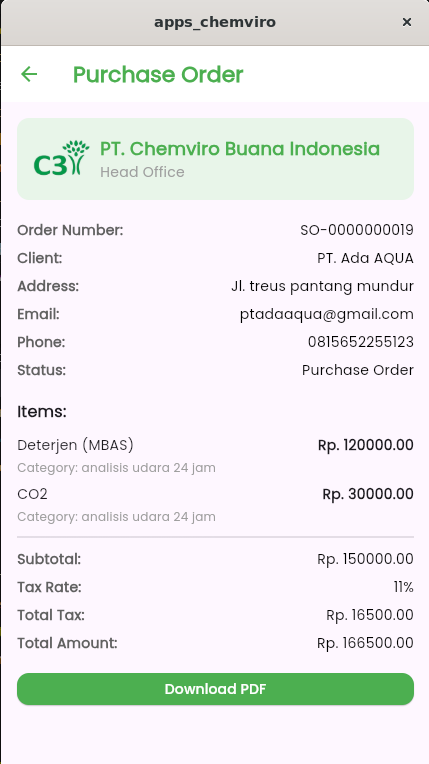 apps_chemviro
×
Purchase Order
C3
PT. Chemviro Buana Indonesia
Head Office
Order Number: SO-0000000019
Client: PT. Ada AQUA
Address: Jl. treus pantang mundur
Email: ptadaaqua@gmail.com
Phone: 0815652255123
Status: Purchase Order
Items:
Deterjen (MBAS) Rp. 120000.00
Category: analisis udara 24 jam
CO2 Rp. 30000.00
Category: analisis udara 24 jam
Subtotal: Rp. 150000.00
Tax Rate: 11%
Total Tax: Rp. 16500.00
Total Amount: Rp. 166500.00
Download PDF